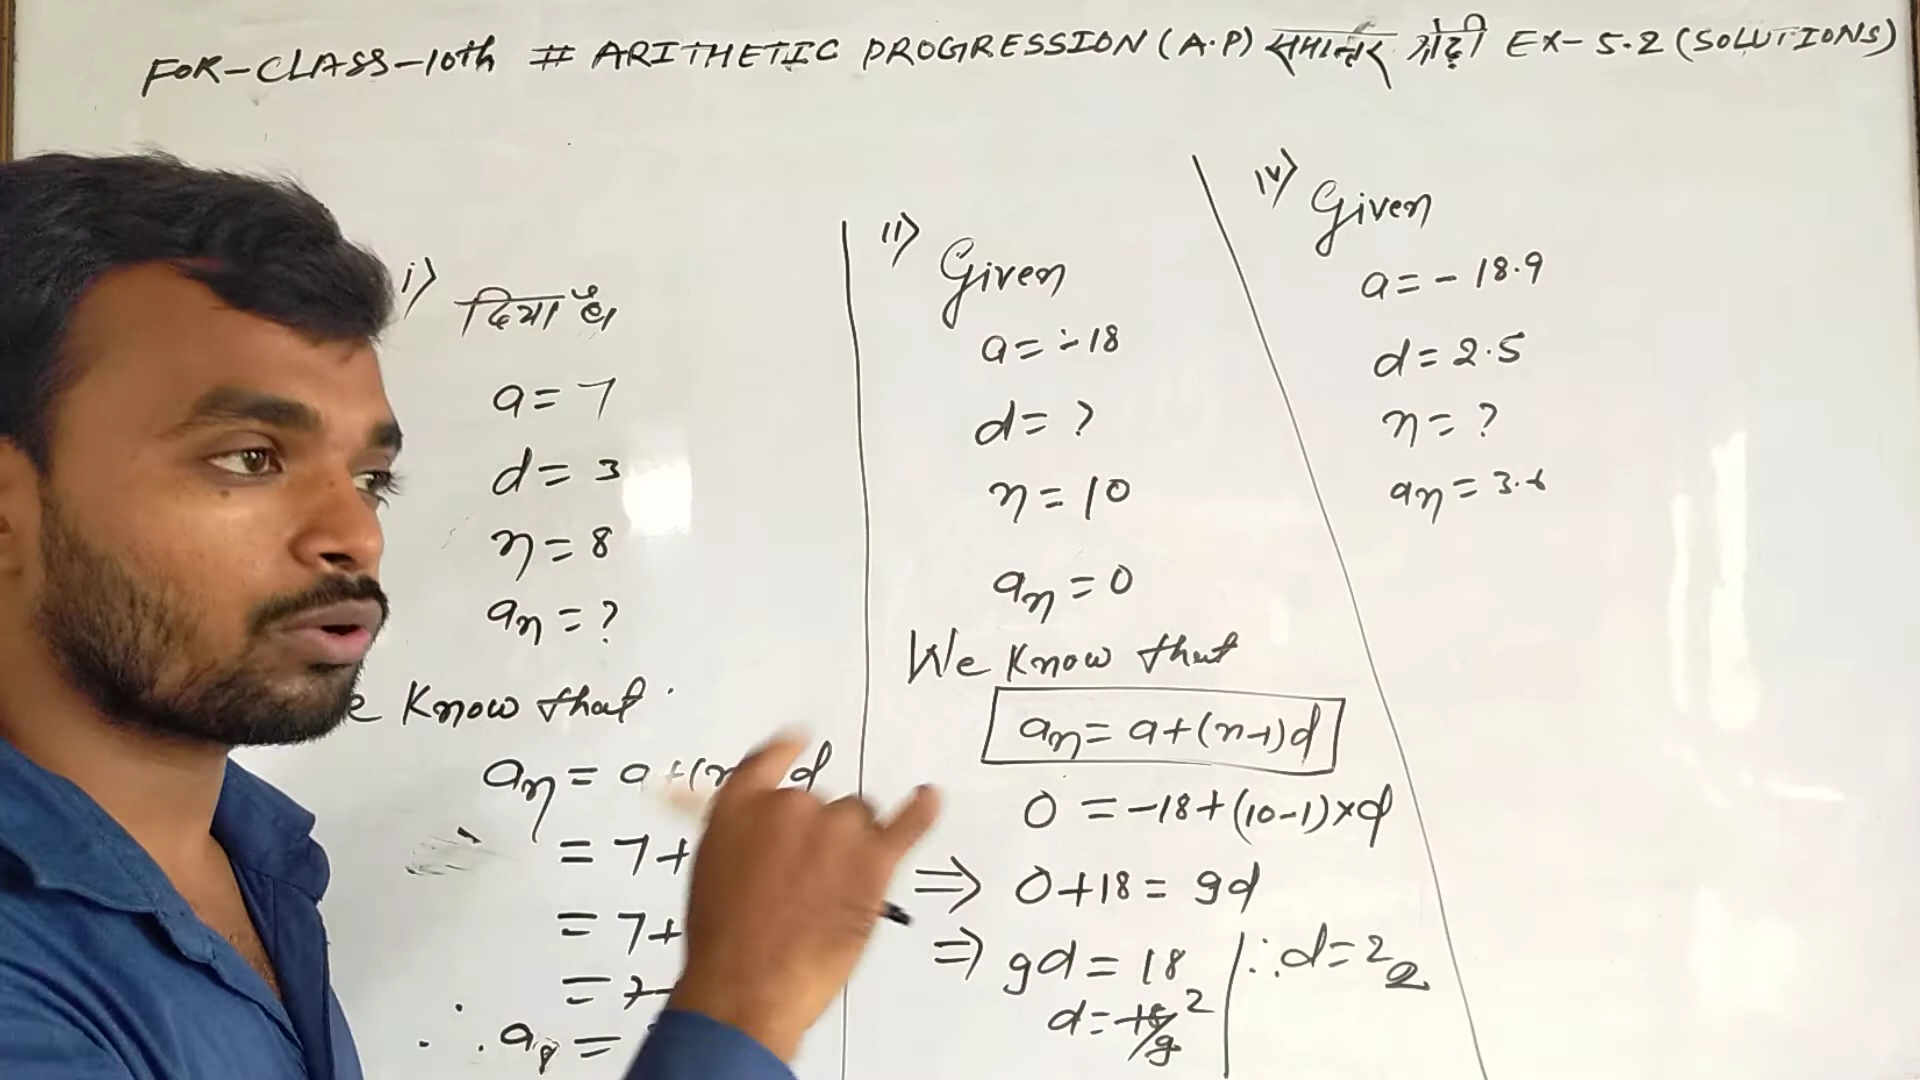 FOR-CLASS-10th # ARITHETIC PROGRESSION (A.P) समान्तर श्रेढ़ी EX-5.2 (SOLUTIONS)
i)
दिया है
a = 7
d = 3
n = 8
an = ?
Know that
an = a
d
= 7+
= 7+
= 7
∴ a8 =
ii) Given
a = -18
d = ?
n = 10
an = 0
We Know that
an = a+(n-1)d
0 = -18+(10-1)×d
⇒ 0+18 = 9d
⇒ 9d = 18
d = 18/9 2
∴ d = 2
iv) Given
a = -18.9
d = 2.5
n = ?
an = 3.6